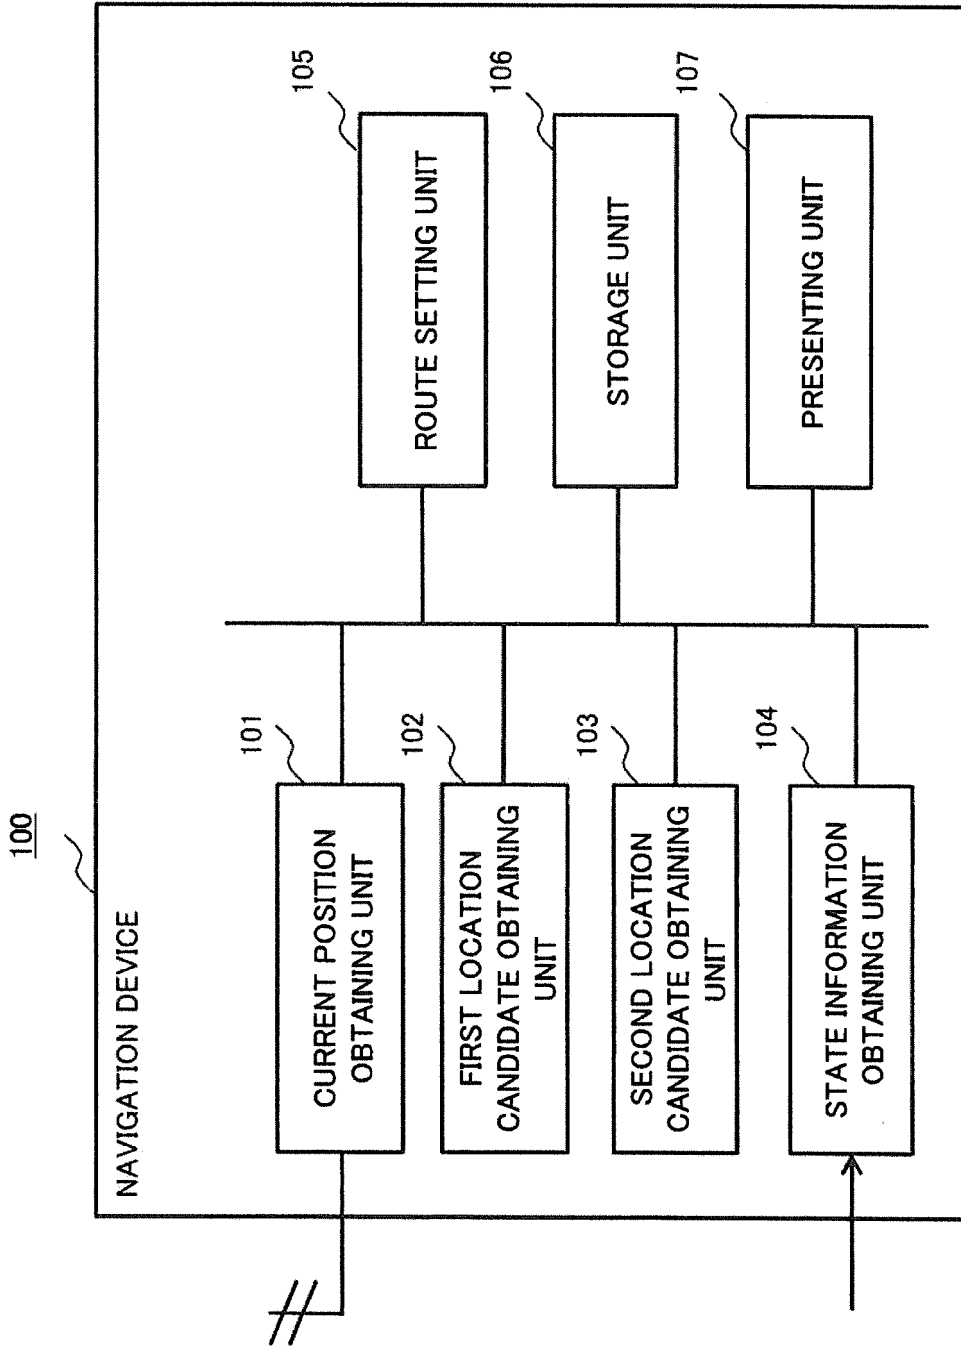 100
NAVIGATION DEVICE
101
CURRENT POSITION
OBTAINING UNIT
102
FIRST LOCATION
CANDIDATE OBTAINING
UNIT
103
SECOND LOCATION
CANDIDATE OBTAINING
UNIT
104
STATE INFORMATION
OBTAINING UNIT
105
ROUTE SETTING UNIT
106
STORAGE UNIT
107
PRESENTING UNIT